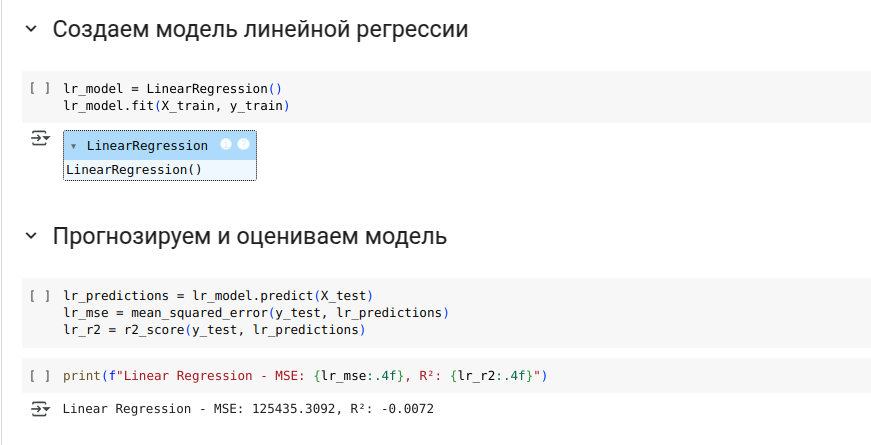 Создаем модель линейной регрессии
[ ] lr_model = LinearRegression()
lr_model.fit(X_train, y_train)
LinearRegression
LinearRegression()
Прогнозируем и оцениваем модель
[ ] lr_predictions = lr_model.predict(X_test)
lr_mse = mean_squared_error(y_test, lr_predictions)
lr_r2 = r2_score(y_test, lr_predictions)
[ ] print(f"Linear Regression - MSE: {lr_mse:.4f}, R²: {lr_r2:.4f}")
Linear Regression - MSE: 125435.3092, R²: -0.0072